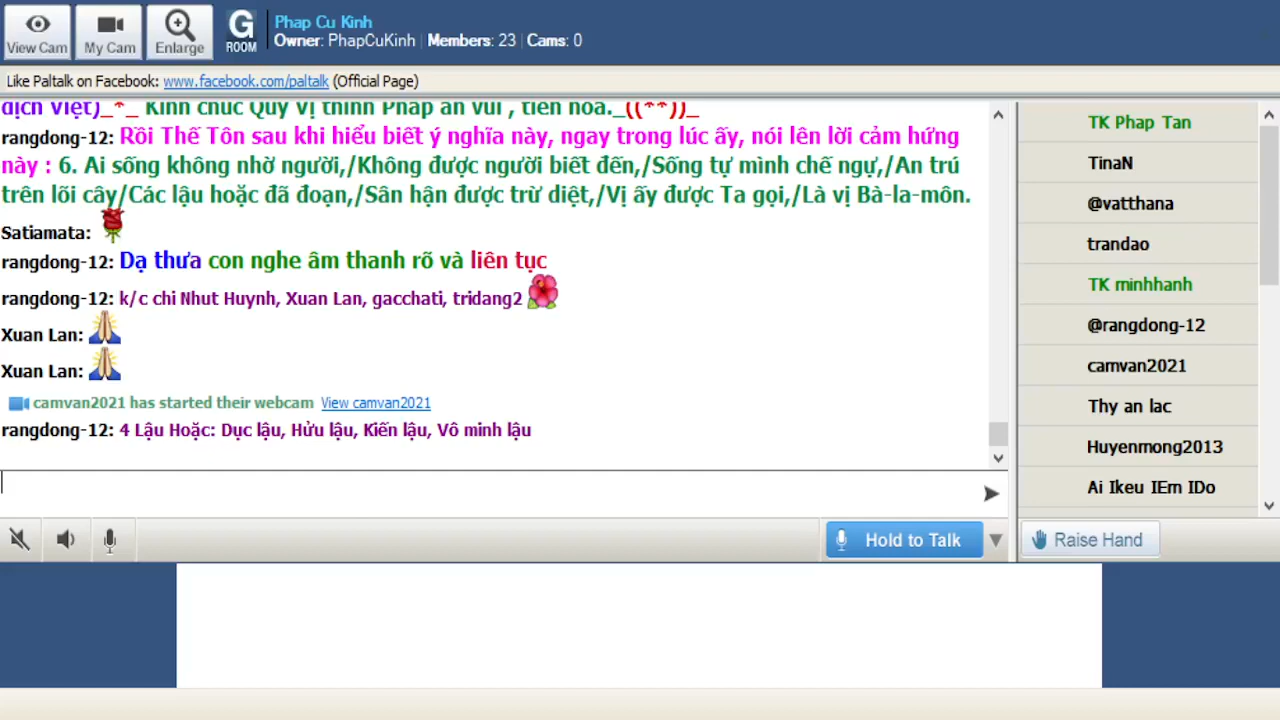 View Cam
My Cam
Enlarge
G
ROOM
Phap Cu Kinh
Owner: PhapCuKinh | Members: 23 | Cams: 0
Like Paltalk on Facebook: www.facebook.com/paltalk (Official Page)
dịch Việt)_*_ Kính chúc Quý vị thính Pháp an vui , tiến hóa._((**))_
rangdong-12: Rồi Thế Tôn sau khi hiểu biết ý nghĩa này, ngay trong lúc ấy, nói lên lời cảm hứng
này : 6. Ai sống không nhờ người,/Không được người biết đến,/Sống tự mình chế ngự,/An trú
trên lõi cây/Các lậu hoặc đã đoạn,/Sân hận được trừ diệt,/Vị ấy được Ta gọi,/Là vị Bà-la-môn.
Satiamata:
rangdong-12: Dạ thưa con nghe âm thanh rõ và liên tục
rangdong-12: k/c chi Nhut Huynh, Xuan Lan, gacchati, tridang2
Xuan Lan:
Xuan Lan:
camvan2021 has started their webcam View camvan2021
rangdong-12: 4 Lậu Hoặc: Dục lậu, Hửu lậu, Kiến lậu, Vô minh lậu
TK Phap Tan
TinaN
@vatthana
trandao
TK minhhanh
@rangdong-12
camvan2021
Thy an lac
Huyenmong2013
Ai Ikeu IEm IDo
Hold to Talk
Raise Hand